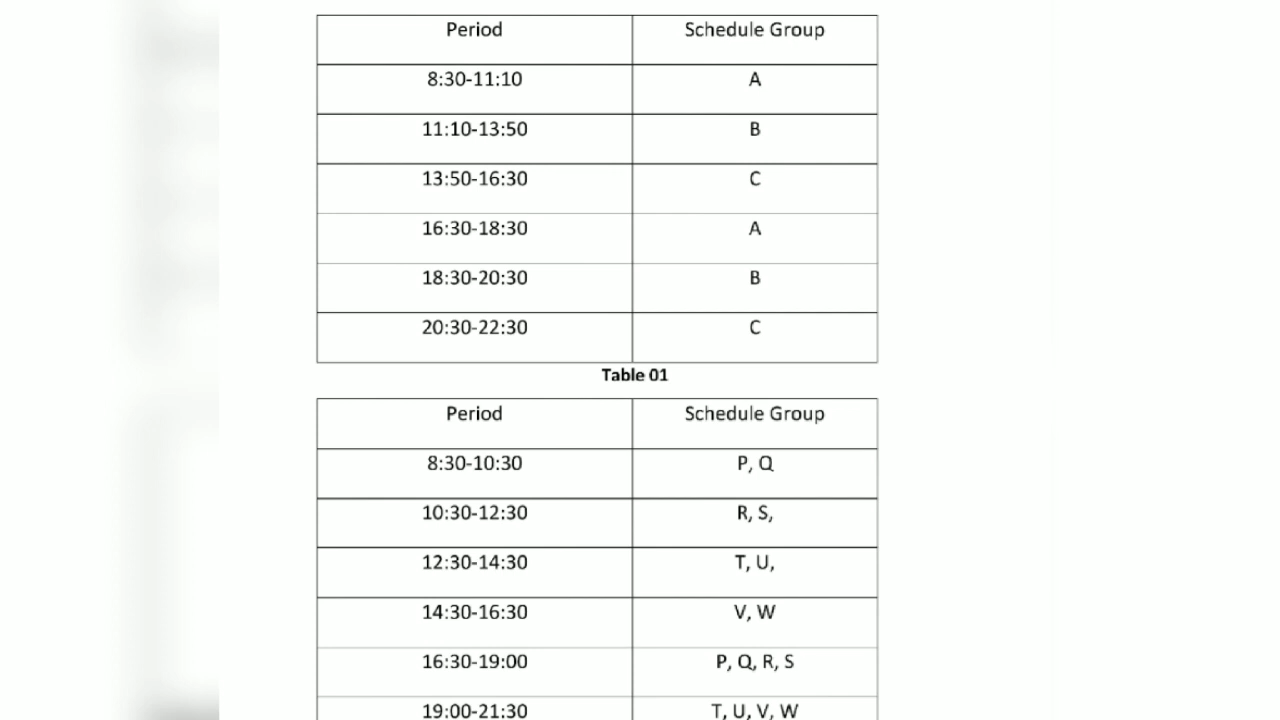 Period Schedule Group
8:30-11:10 A
11:10-13:50 B
13:50-16:30 C
16:30-18:30 A
18:30-20:30 B
20:30-22:30 C
Table 01
Period Schedule Group
8:30-10:30 P, Q
10:30-12:30 R, S,
12:30-14:30 T, U,
14:30-16:30 V, W
16:30-19:00 P, Q, R, S
19:00-21:30 T, U, V, W